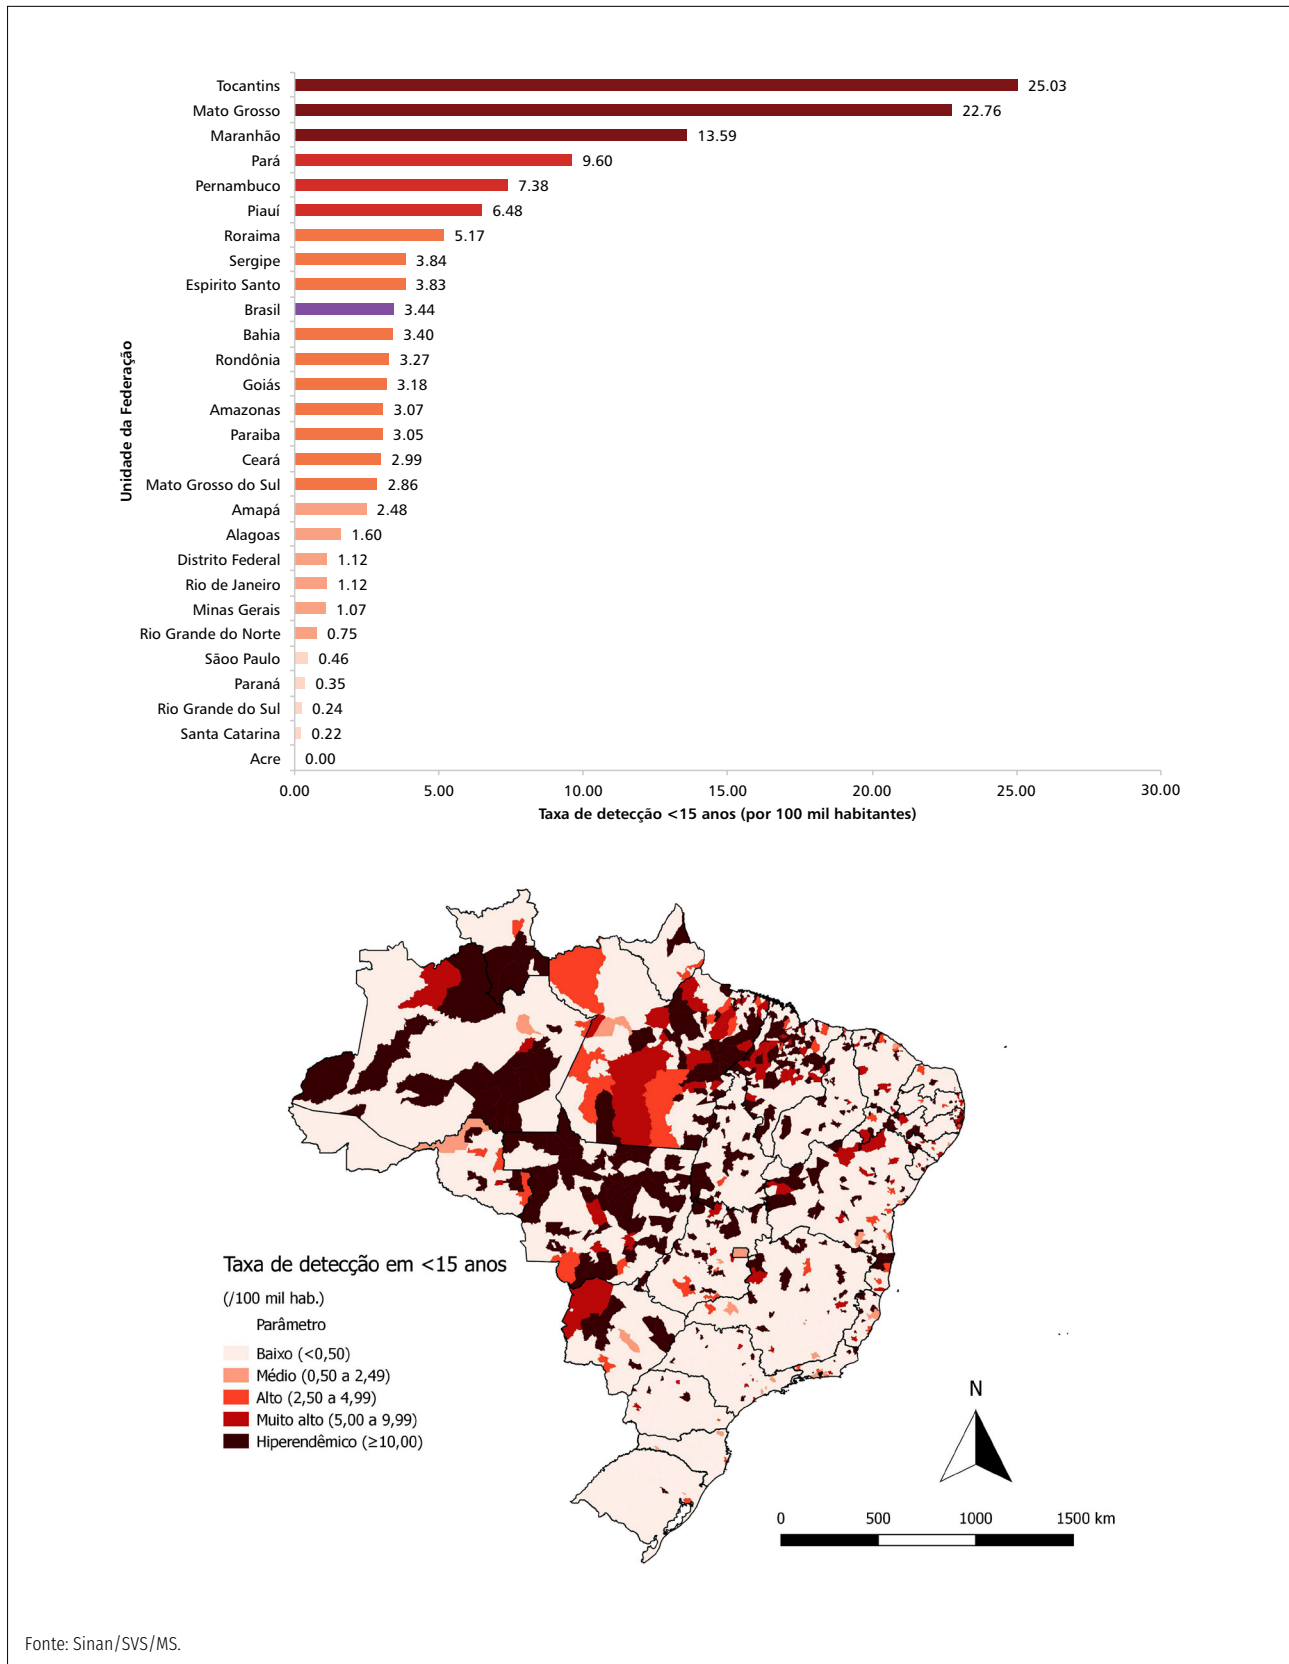 Unidade da Federação
Tocantins 25.03
Mato Grosso 22.76
Maranhão 13.59
Pará 9.60
Pernambuco 7.38
Piauí 6.48
Roraima 5.17
Sergipe 3.84
Espirito Santo 3.83
Brasil 3.44
Bahia 3.40
Rondônia 3.27
Goiás 3.18
Amazonas 3.07
Paraiba 3.05
Ceará 2.99
Mato Grosso do Sul 2.86
Amapá 2.48
Alagoas 1.60
Distrito Federal 1.12
Rio de Janeiro 1.12
Minas Gerais 1.07
Rio Grande do Norte 0.75
Sãoo Paulo 0.46
Paraná 0.35
Rio Grande do Sul 0.24
Santa Catarina 0.22
Acre 0.00
0.00 5.00 10.00 15.00 20.00 25.00 30.00
Taxa de detecção <15 anos (por 100 mil habitantes)
Taxa de detecção em <15 anos
(/100 mil hab.)
Parâmetro
Baixo (<0,50)
Médio (0,50 a 2,49)
Alto (2,50 a 4,99)
Muito alto (5,00 a 9,99)
Hiperendêmico (≥10,00)
N
0 500 1000 1500 km
Fonte: Sinan/SVS/MS.